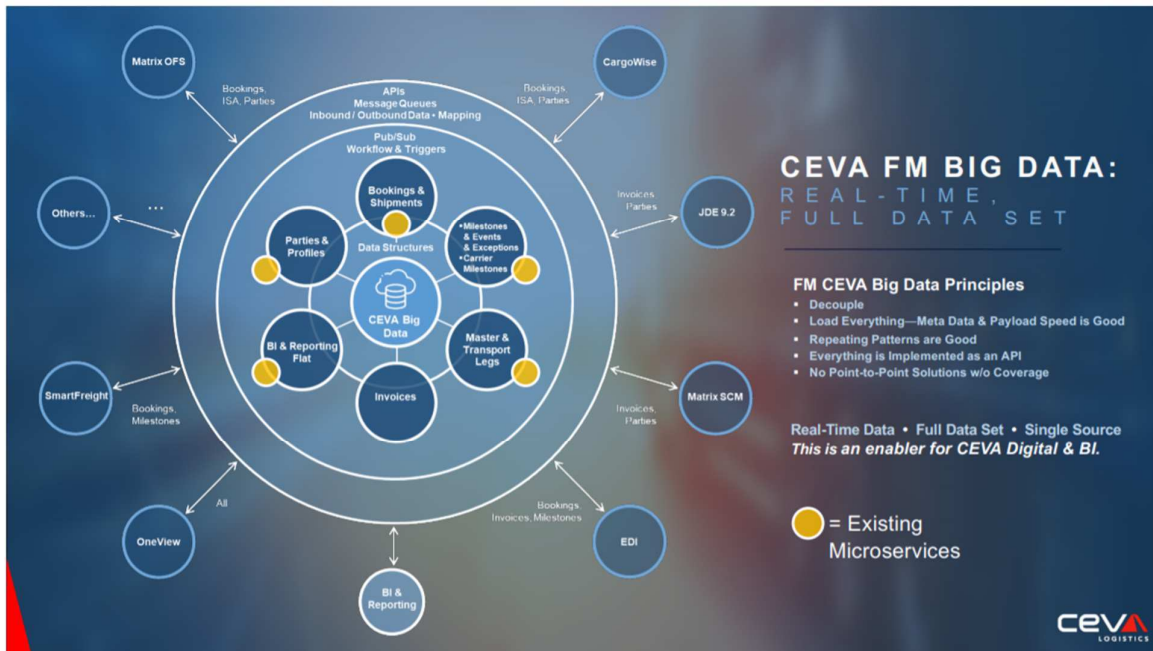 Matrix OFS
CargoWise
Bookings,
ISA, Parties
Bookings,
ISA, Parties
APIs
Message Queues
Inbound / Outbound Data • Mapping
Pub/Sub
Workflow & Triggers
Bookings &
Shipments
Others...
...
Parties &
Profiles
Data Structures
•Milestones
& Events
& Exceptions
•Carrier
Milestones
Invoices,
Parties
JDE 9.2
CEVA Big
Data
BI & Reporting
Flat
Master &
Transport
Legs
Invoices
SmartFreight
Bookings,
Milestones
Invoices,
Parties
Matrix SCM
All
OneView
Bookings,
Invoices, Milestones
EDI
BI &
Reporting
CEVA FM BIG DATA:
REAL-TIME,
FULL DATA SET
FM CEVA Big Data Principles
▪ Decouple
▪ Load Everything—Meta Data & Payload Speed is Good
▪ Repeating Patterns are Good
▪ Everything is Implemented as an API
▪ No Point-to-Point Solutions w/o Coverage
Real-Time Data • Full Data Set • Single Source
This is an enabler for CEVA Digital & BI.
= Existing
Microservices
CEVA
LOGISTICS